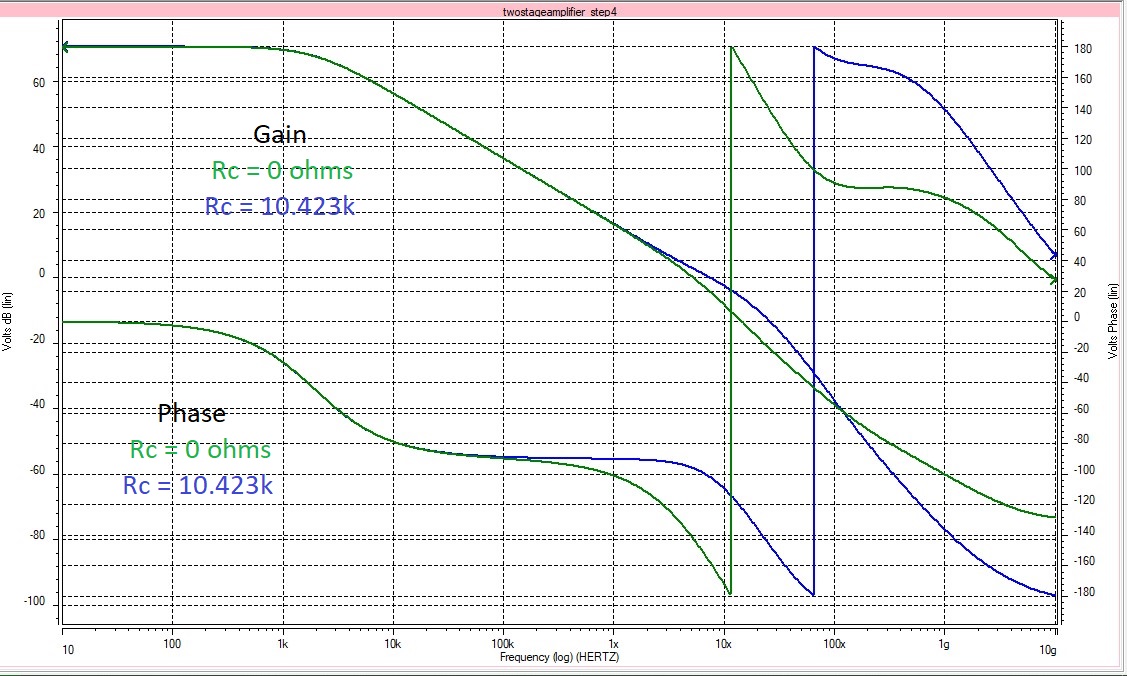 twostageamplifier_step4
60
40
20
0
-20
-40
-60
-80
-100
Volts dB (lin)
Gain
Rc = 0 ohms
Rc = 10.423k
Phase
Rc = 0 ohms
Rc = 10.423k
180
160
140
120
100
80
60
40
20
0
-20
-40
-60
-80
-100
-120
-140
-160
-180
Volts Phase (lin)
10 100 1k 10k 100k 1x 10x 100x 1g 10g
Frequency (log) (HERTZ)